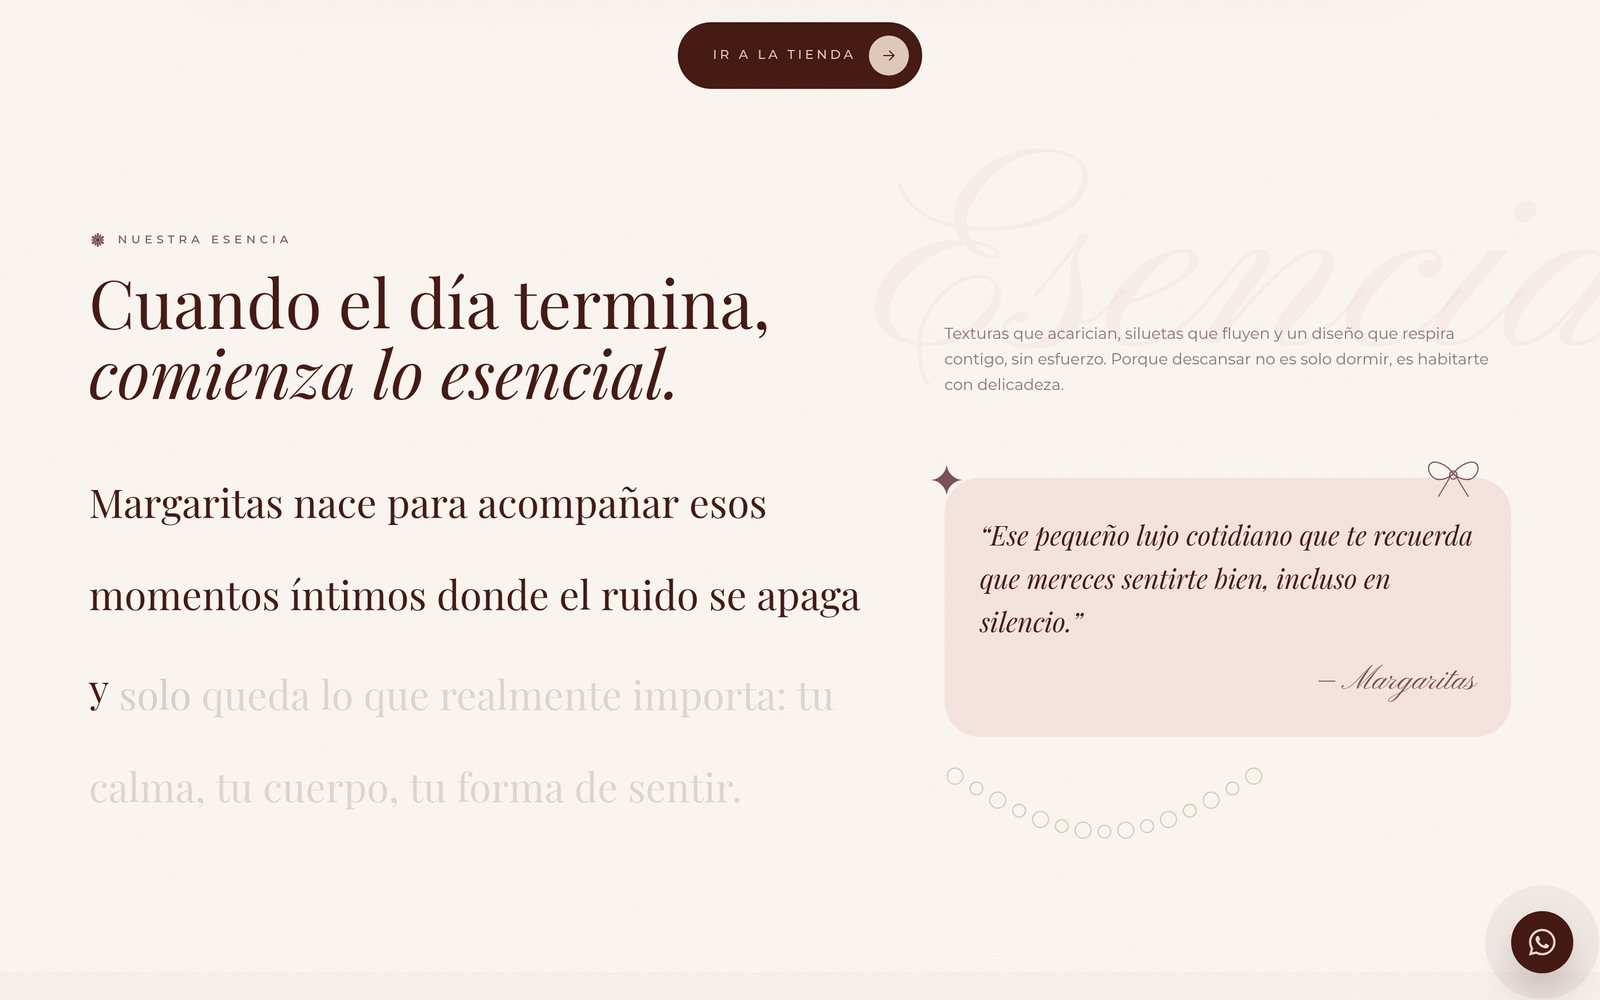 IR A LA TIENDA
Esencia
NUESTRA ESENCIA
Cuando el día termina,
comienza lo esencial.
Margaritas nace para acompañar esos
momentos íntimos donde el ruido se apaga
y solo queda lo que realmente importa: tu
calma, tu cuerpo, tu forma de sentir.
Texturas que acarician, siluetas que fluyen y un diseño que respira
contigo, sin esfuerzo. Porque descansar no es solo dormir, es habitarte
con delicadeza.
“Ese pequeño lujo cotidiano que te recuerda
que mereces sentirte bien, incluso en
silencio.”
— Margaritas